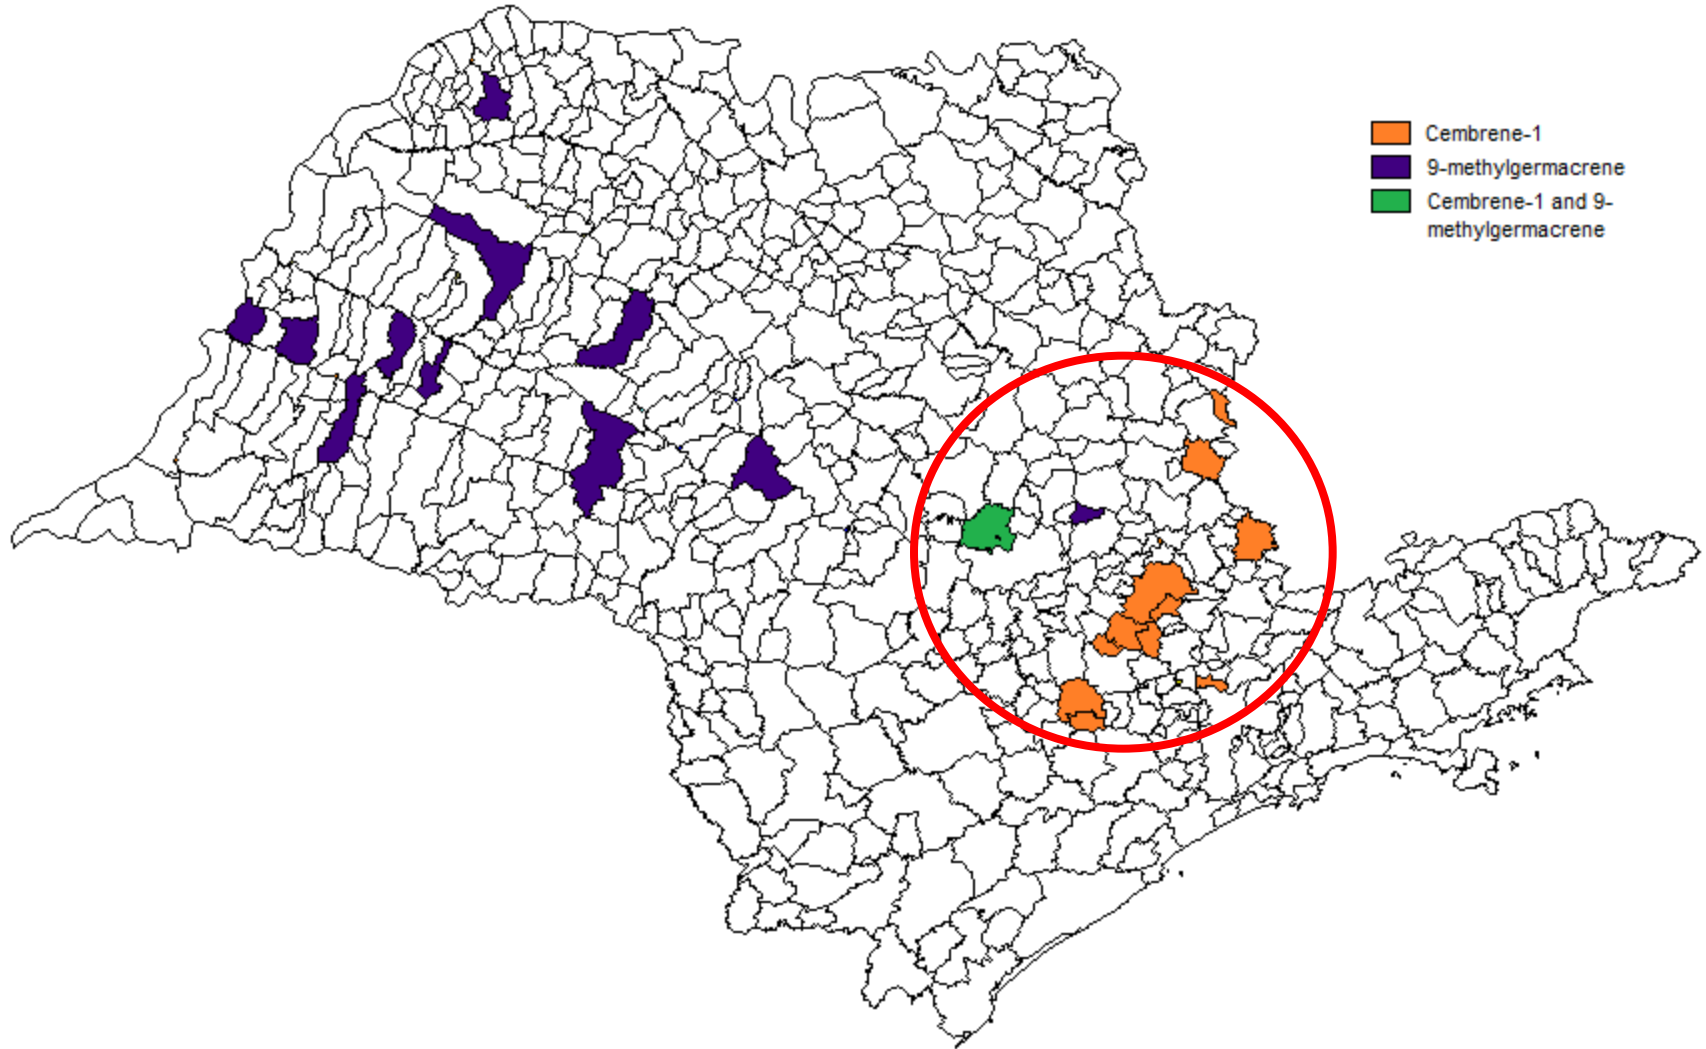 Cembrene-1
9-methylgermacrene
Cembrene-1 and 9-
methylgermacrene